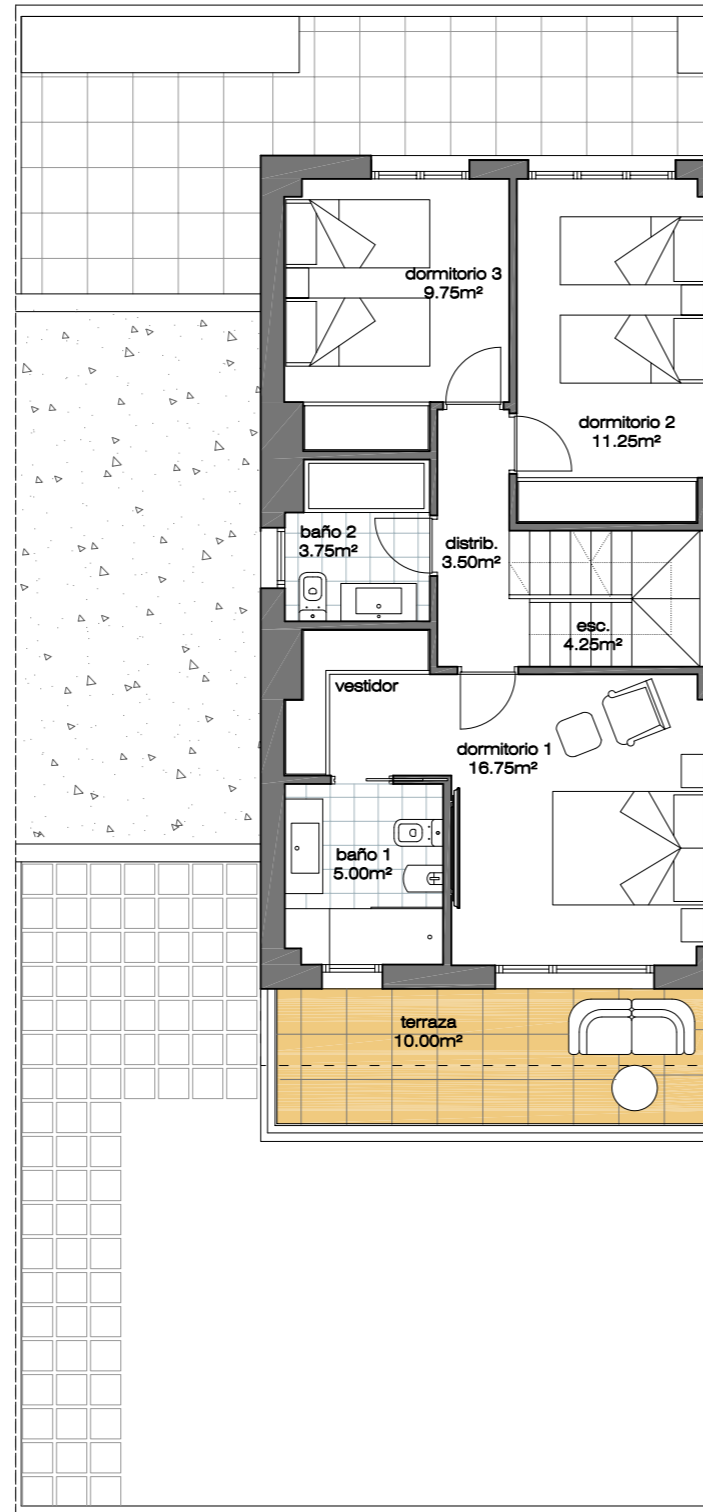 dormitorio 3
9.75m²
dormitorio 2
11.25m²
baño 2
3.75m²
distrib.
3.50m²
esc.
4.25m²
vestidor
dormitorio 1
16.75m²
baño 1
5.00m²
terraza
10.00m²